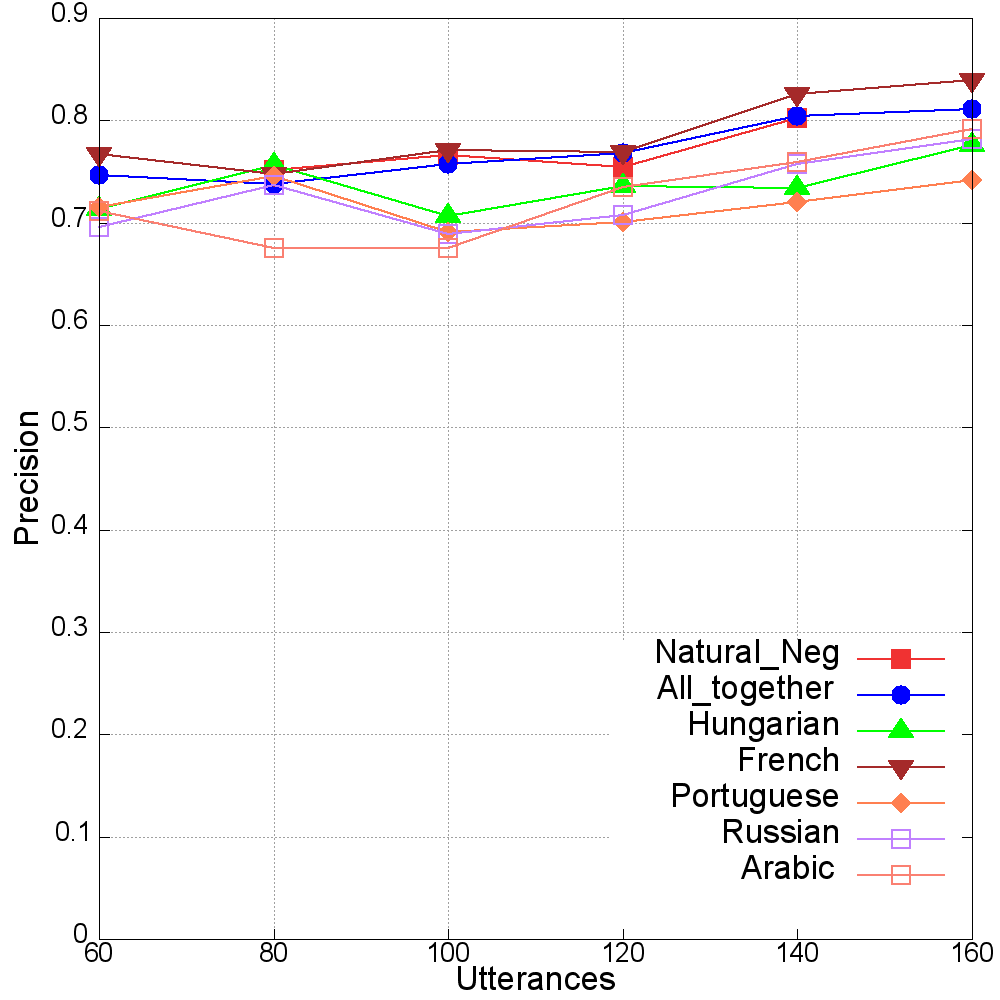 0.9
0.8
0.7
0.6
0.5
0.4
0.3
0.2
0.1
0
Precision
Natural_Neg
All_together
Hungarian
French
Portuguese
Russian
Arabic
60 80 100 120 140 160
Utterances